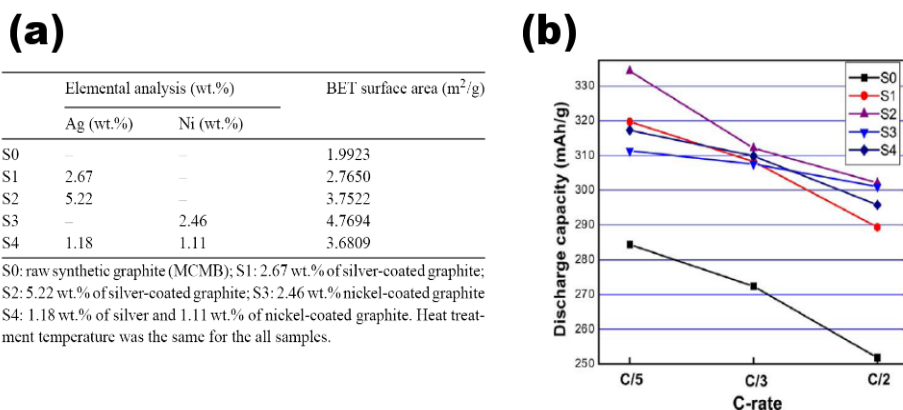 (a)
Elemental analysis (wt.%) BET surface area (m2/g)
Ag (wt.%) Ni (wt.%)
S0 – – 1.9923
S1 2.67 – 2.7650
S2 5.22 – 3.7522
S3 – 2.46 4.7694
S4 1.18 1.11 3.6809
S0: raw synthetic graphite (MCMB); S1: 2.67 wt.% of silver-coated graphite;
S2: 5.22 wt.% of silver-coated graphite; S3: 2.46 wt.% nickel-coated graphite
S4: 1.18 wt.% of silver and 1.11 wt.% of nickel-coated graphite. Heat treat-
ment temperature was the same for the all samples.
(b)
Discharge capacity (mAh/g)
330
320
310
300
290
280
270
260
250
S0
S1
S2
S3
S4
C/5 C/3 C/2
C-rate